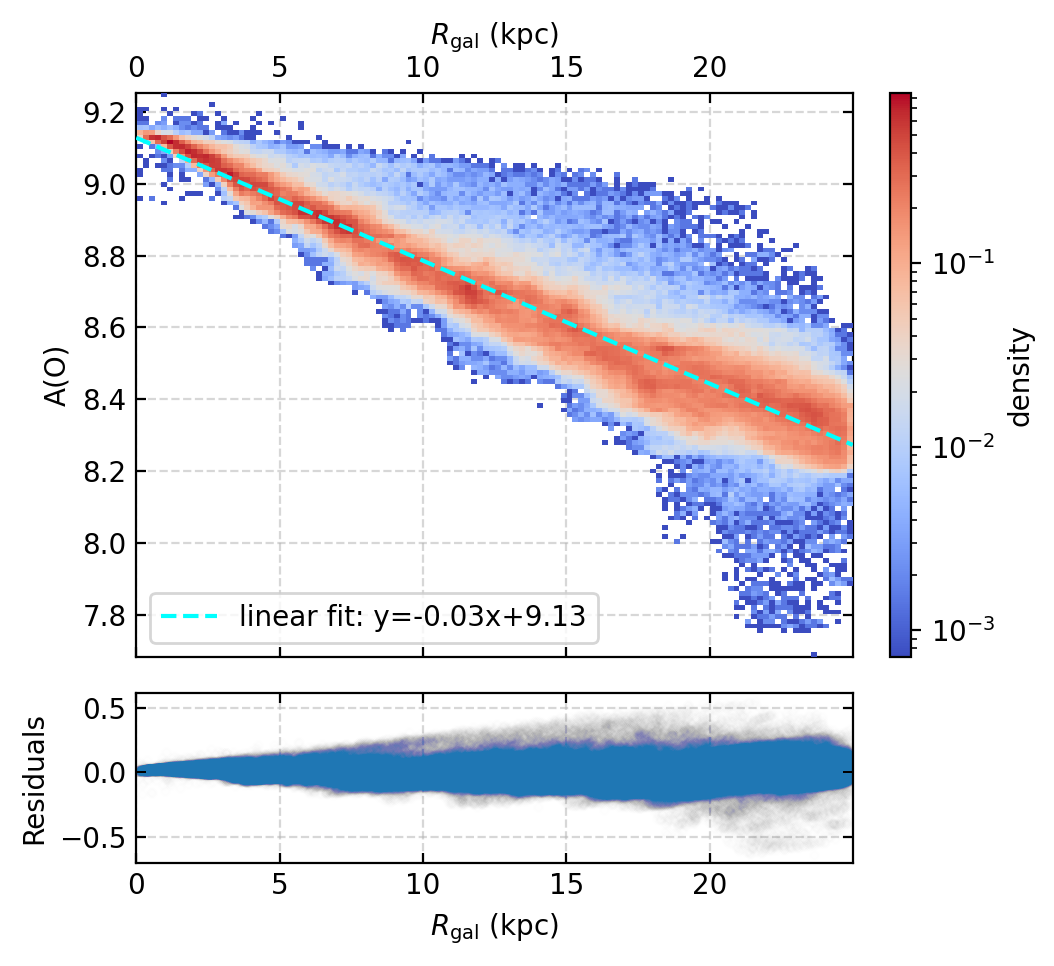 R_gal (kpc)
0 5 10 15 20
9.2
9.0
8.8
8.6
8.4
8.2
8.0
7.8
A(O)
linear fit: y=-0.03x+9.13
10⁻¹
10⁻²
10⁻³
density
0.5
0.0
−0.5
Residuals
0 5 10 15 20
R_gal (kpc)